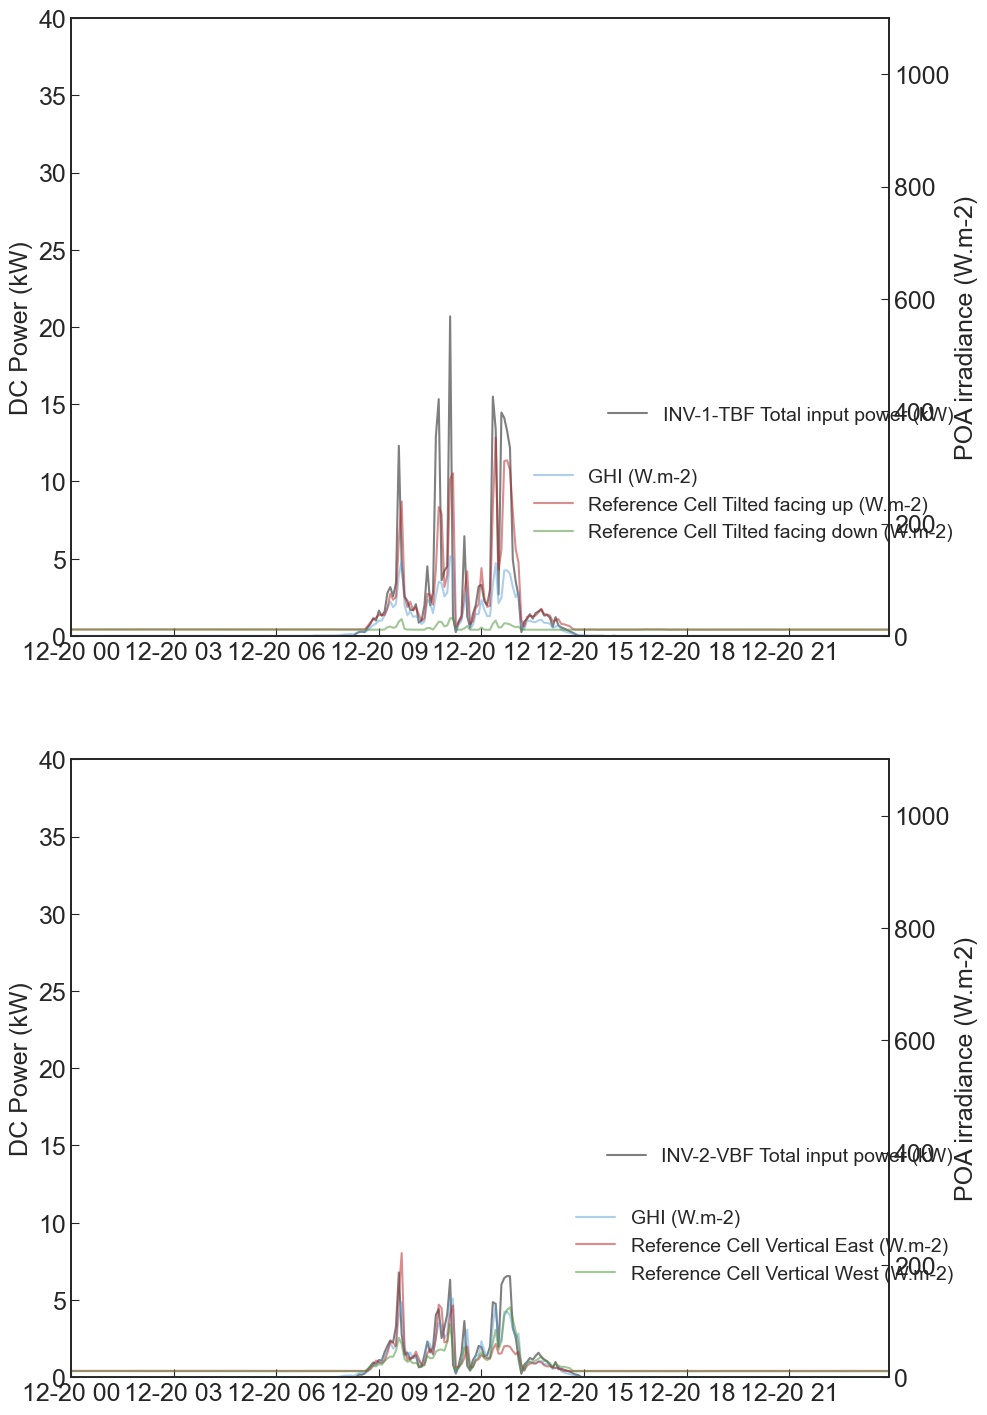 40
35
30
25
20
15
10
5
0
DC Power (kW)
1000
800
600
400
200
0
POA irradiance (W.m-2)
INV-1-TBF Total input power (kW)
GHI (W.m-2)
Reference Cell Tilted facing up (W.m-2)
Reference Cell Tilted facing down (W.m-2)
12-20 00 12-20 03 12-20 06 12-20 09 12-20 12 12-20 15 12-20 18 12-20 21
40
35
30
25
20
15
10
5
0
DC Power (kW)
1000
800
600
400
200
0
POA irradiance (W.m-2)
INV-2-VBF Total input power (kW)
GHI (W.m-2)
Reference Cell Vertical East (W.m-2)
Reference Cell Vertical West (W.m-2)
12-20 00 12-20 03 12-20 06 12-20 09 12-20 12 12-20 15 12-20 18 12-20 21